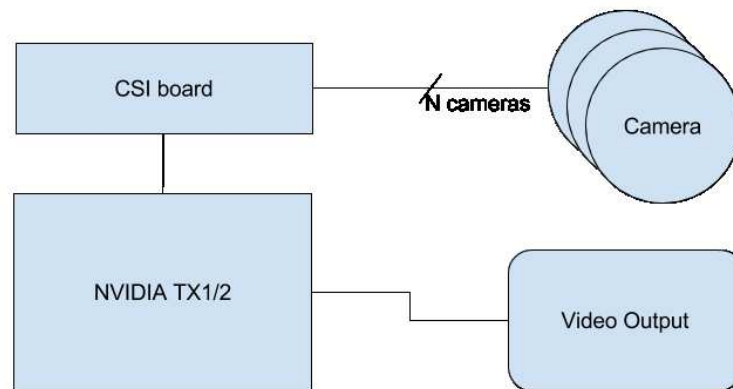 CSI board
N cameras
Camera
NVIDIA TX1/2
Video Output